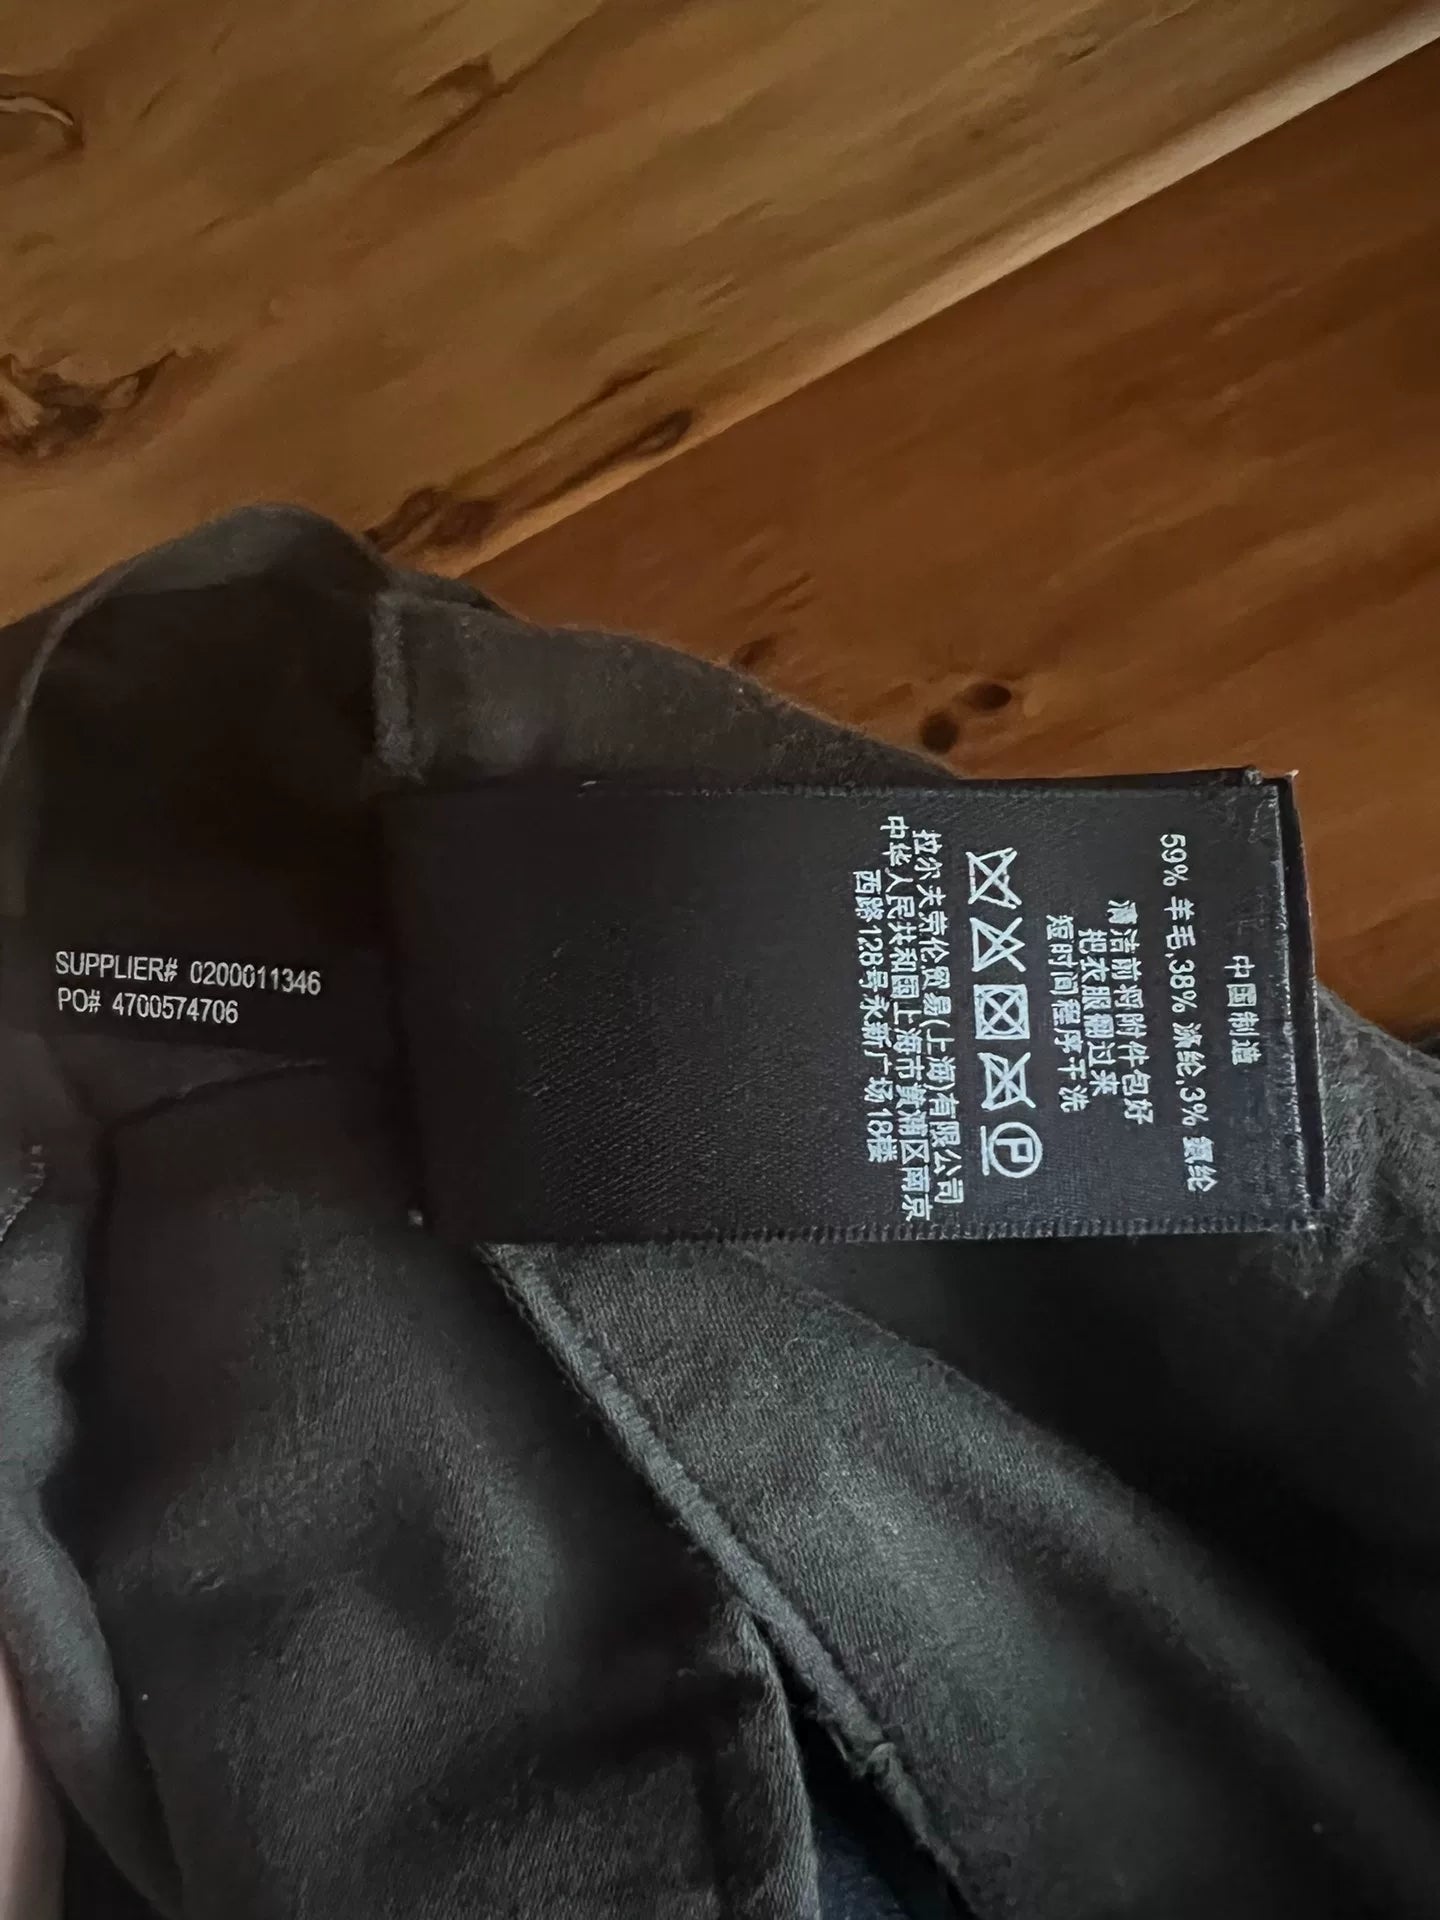 SUPPLIER# 0200011346
PO# 4700574706
中国制造
59% 羊毛,38% 涤纶,3% 氨纶
清洁前将附件包好
把衣服翻过来
短时间程序干洗
P
拉尔夫劳伦贸易(上海)有限公司
中华人民共和国上海市黄浦区南京
西路128号永新广场18楼